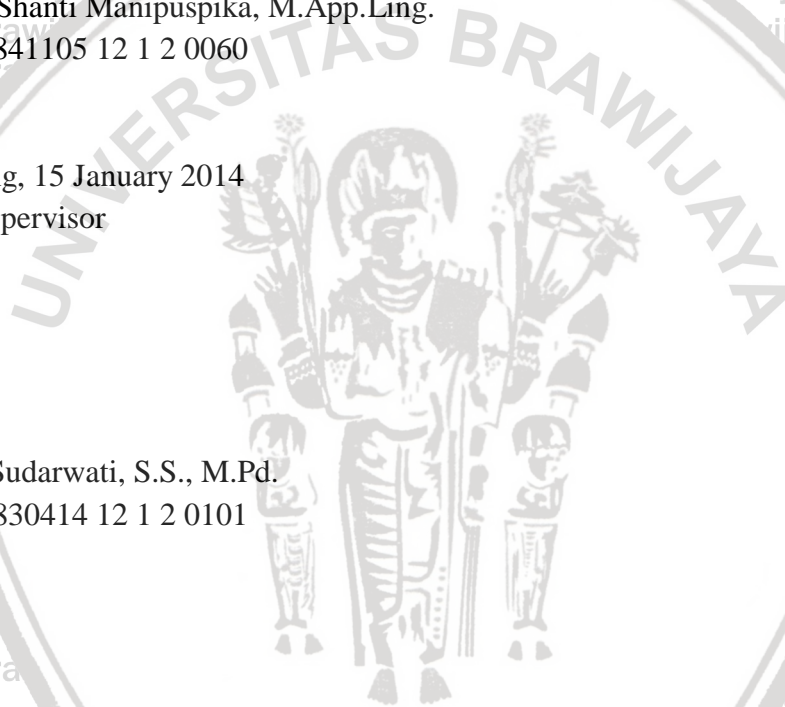 Shanti Manipuspika, M.App.Ling.
841105 12 1 2 0060
UNIVERSITAS BRAWIJAYA
g, 15 January 2014
pervisor
Sudarwati, S.S., M.Pd.
830414 12 1 2 0101